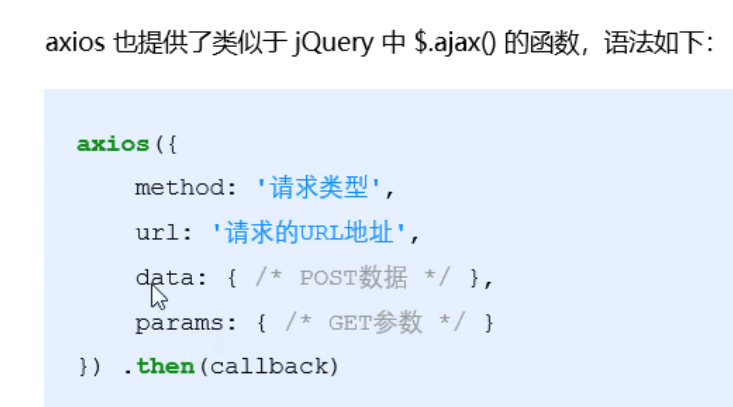 axios 也提供了类似于 jQuery 中 $.ajax() 的函数，语法如下：
axios({
    method: '请求类型',
    url: '请求的URL地址',
    data: { /* POST数据 */ },
    params: { /* GET参数 */ }
}) .then(callback)